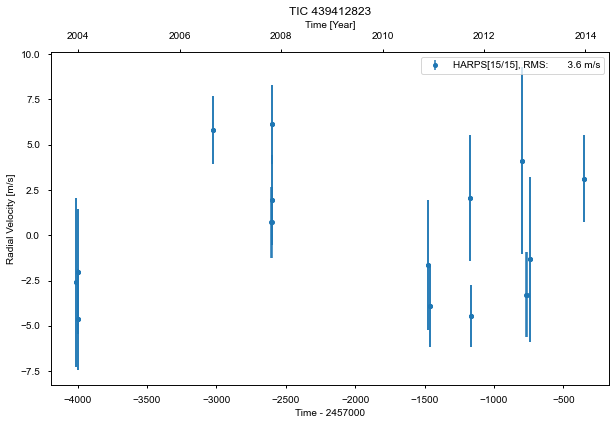 TIC 439412823
Time [Year]
2004 2006 2008 2010 2012 2014
HARPS[15/15], RMS: 3.6 m/s
Radial Velocity [m/s]
10.0
7.5
5.0
2.5
0.0
−2.5
−5.0
−7.5
−4000 −3500 −3000 −2500 −2000 −1500 −1000 −500
Time - 2457000